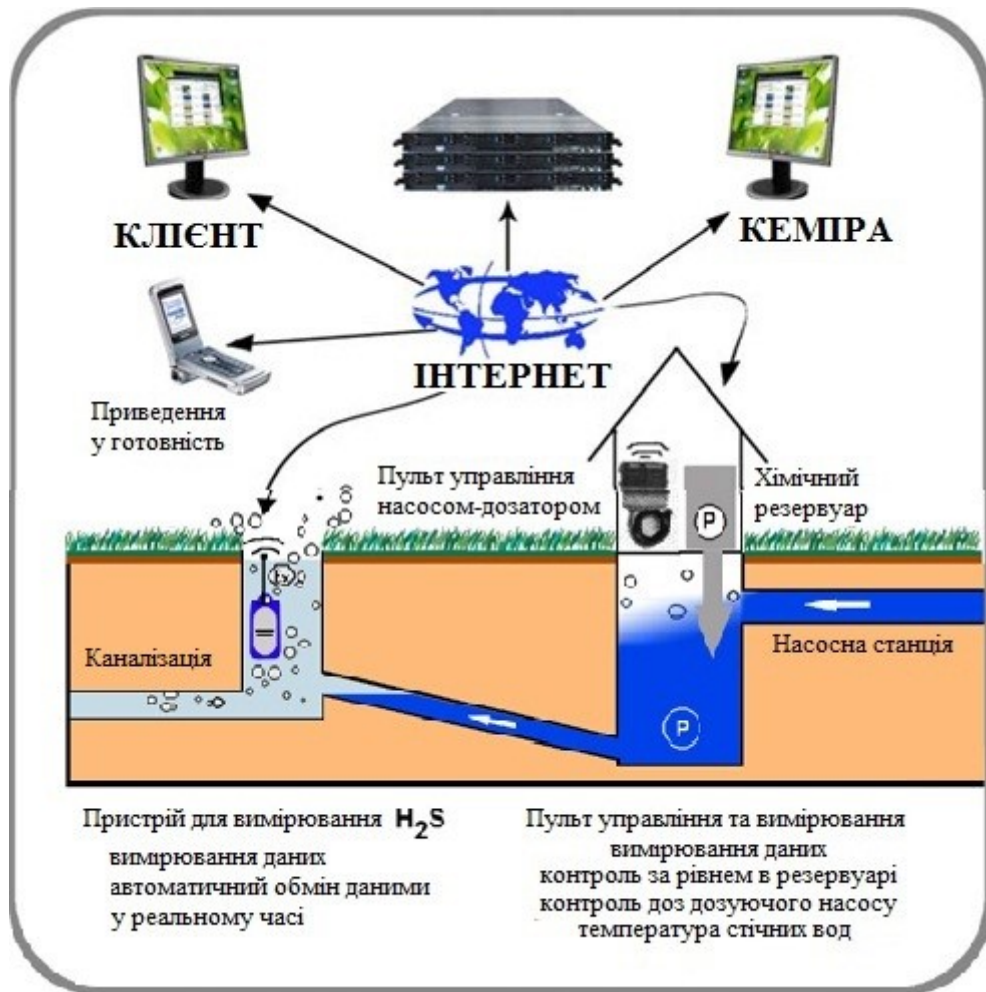 КЛІЄНТ
КЕМІРА
ІНТЕРНЕТ
Приведення
у готовність
Пульт управління
насосом-дозатором
Хімічний
резервуар
P
Каналізація
Насосна станція
P
Пристрій для вимірювання H₂S
вимірювання даних
автоматичний обмін даними
у реальному часі
Пульт управління та вимірювання
вимірювання даних
контроль за рівнем в резервуарі
контроль доз дозуючого насосу
температура стічних вод